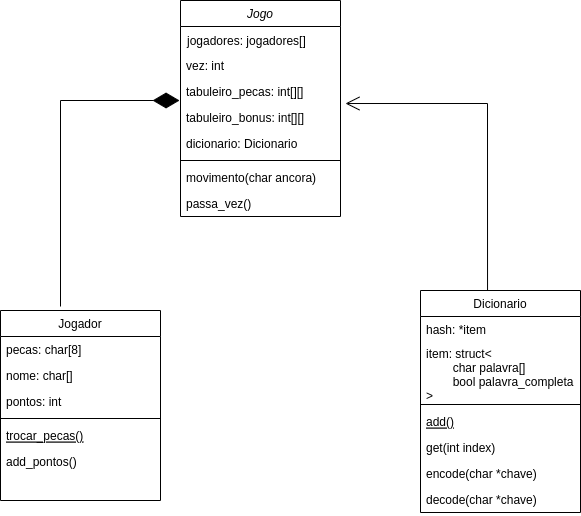 Jogo
jogadores: jogadores[]
vez: int
tabuleiro_pecas: int[][]
tabuleiro_bonus: int[][]
dicionario: Dicionario
movimento(char ancora)
passa_vez()
Jogador
pecas: char[8]
nome: char[]
pontos: int
trocar_pecas()
add_pontos()
Dicionario
hash: *item
item: struct<
char palavra[]
bool palavra_completa
>
add()
get(int index)
encode(char *chave)
decode(char *chave)